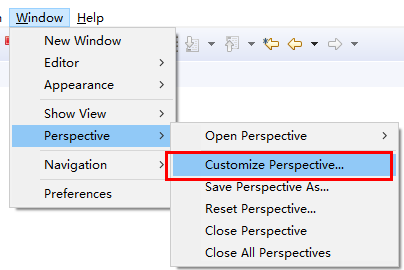 Window Help
New Window
Editor
Appearance
Show View
Perspective
Navigation
Preferences
Open Perspective
Customize Perspective...
Save Perspective As...
Reset Perspective...
Close Perspective
Close All Perspectives